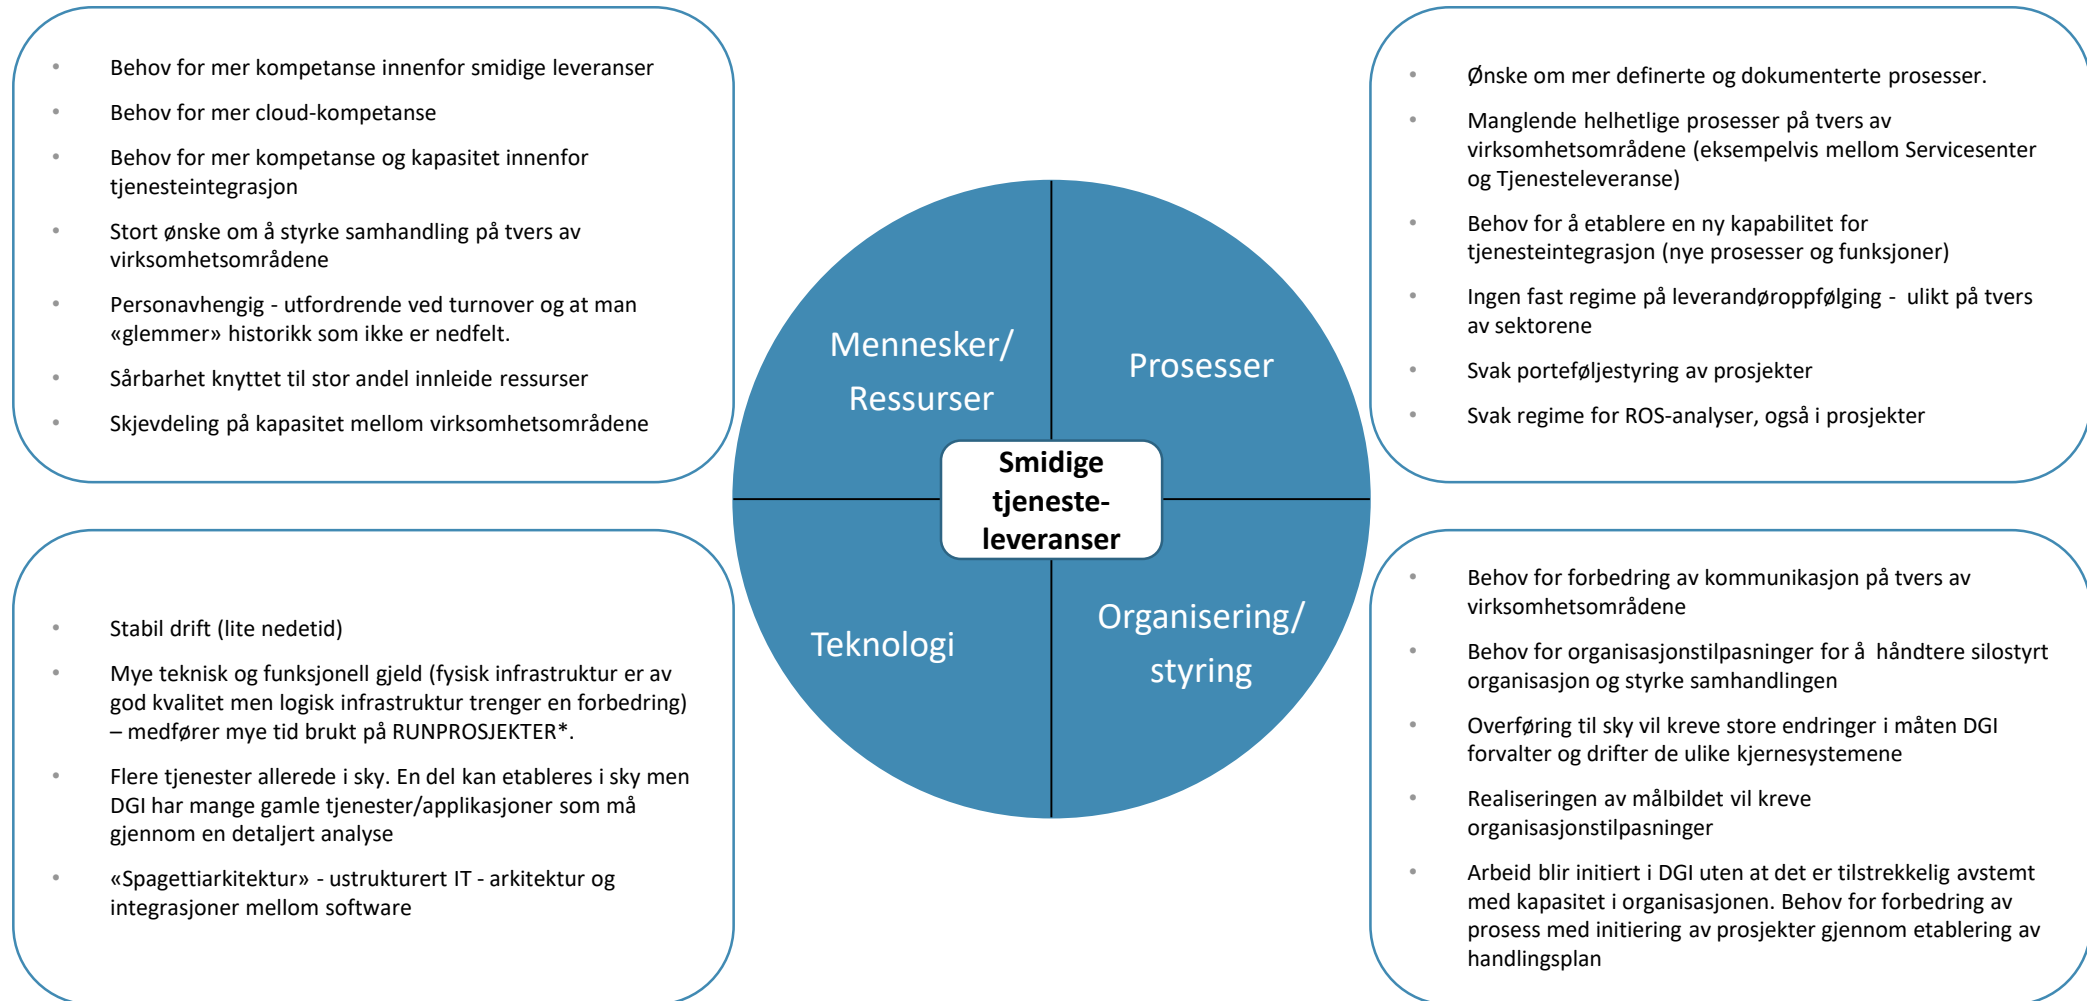 • Behov for mer kompetanse innenfor smidige leveranser
• Behov for mer cloud-kompetanse
• Behov for mer kompetanse og kapasitet innenfor
tjenesteintegrasjon
• Stort ønske om å styrke samhandling på tvers av
virksomhetsområdene
• Personavhengig - utfordrende ved turnover og at man
«glemmer» historikk som ikke er nedfelt.
• Sårbarhet knyttet til stor andel innleide ressurser
• Skjevdeling på kapasitet mellom virksomhetsområdene
• Ønske om mer definerte og dokumenterte prosesser.
• Manglende helhetlige prosesser på tvers av
virksomhetsområdene (eksempelvis mellom Servicesenter
og Tjenesteleveranse)
• Behov for å etablere en ny kapabilitet for
tjenesteintegrasjon (nye prosesser og funksjoner)
• Ingen fast regime på leverandøroppfølging - ulikt på tvers
av sektorene
• Svak porteføljestyring av prosjekter
• Svak regime for ROS-analyser, også i prosjekter
Mennesker/
Ressurser
Prosesser
Smidige
tjeneste-
leveranser
Teknologi
Organisering/
styring
• Stabil drift (lite nedetid)
• Mye teknisk og funksjonell gjeld (fysisk infrastruktur er av
god kvalitet men logisk infrastruktur trenger en forbedring)
– medfører mye tid brukt på RUNPROSJEKTER*.
• Flere tjenester allerede i sky. En del kan etableres i sky men
DGI har mange gamle tjenester/applikasjoner som må
gjennom en detaljert analyse
• «Spagettiarkitektur» - ustrukturert IT - arkitektur og
integrasjoner mellom software
• Behov for forbedring av kommunikasjon på tvers av
virksomhetsområdene
• Behov for organisasjonstilpasninger for å håndtere silostyrt
organisasjon og styrke samhandlingen
• Overføring til sky vil kreve store endringer i måten DGI
forvalter og drifter de ulike kjernesystemene
• Realiseringen av målbildet vil kreve
organisasjonstilpasninger
• Arbeid blir initiert i DGI uten at det er tilstrekkelig avstemt
med kapasitet i organisasjonen. Behov for forbedring av
prosess med initiering av prosjekter gjennom etablering av
handlingsplan